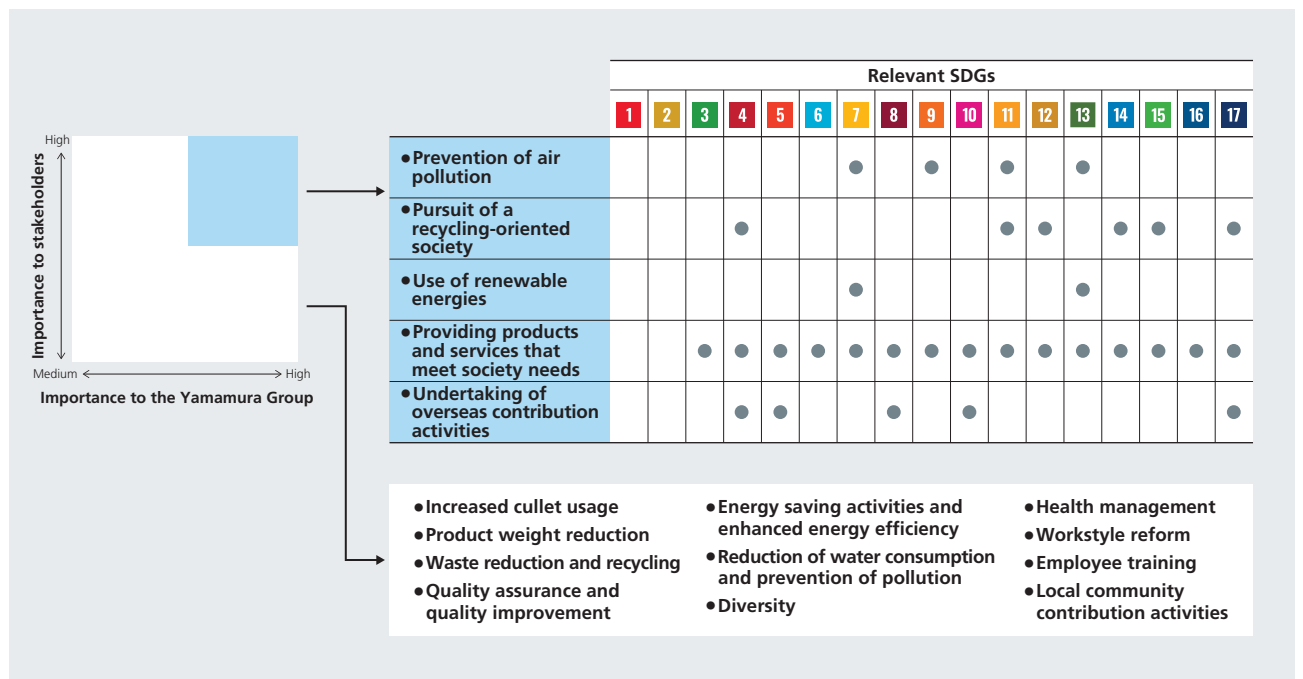 Relevant SDGs
1 2 3 4 5 6 7 8 9 10 11 12 13 14 15 16 17
High
Importance to stakeholders
Medium
High
Importance to the Yamamura Group
●Prevention of air
pollution
●Pursuit of a
recycling-oriented
society
●Use of renewable
energies
●Providing products
and services that
meet society needs
●Undertaking of
overseas contribution
activities
●Increased cullet usage
●Product weight reduction
●Waste reduction and recycling
●Quality assurance and
quality improvement
●Energy saving activities and
enhanced energy efficiency
●Reduction of water consumption
and prevention of pollution
●Diversity
●Health management
●Workstyle reform
●Employee training
●Local community
contribution activities